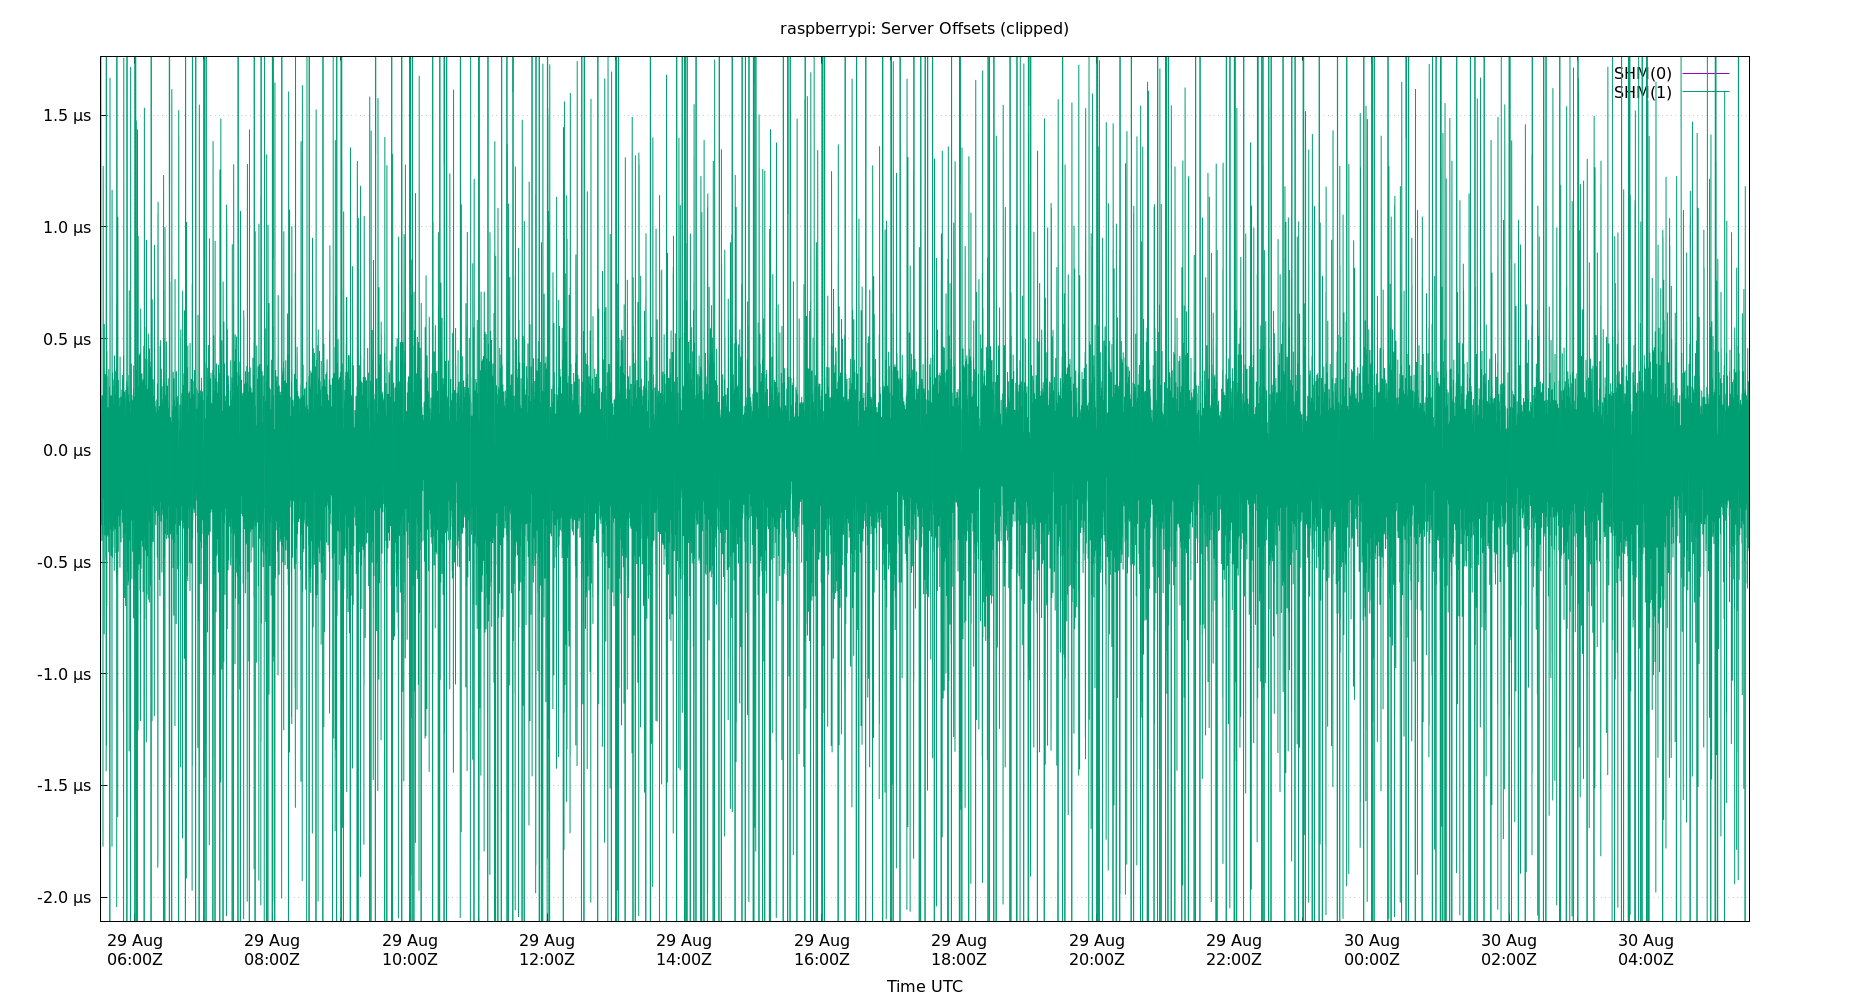 raspberrypi: Server Offsets (clipped)
SHM(0)
SHM(1)
1.5 µs
1.0 µs
0.5 µs
0.0 µs
-0.5 µs
-1.0 µs
-1.5 µs
-2.0 µs
29 Aug 29 Aug 29 Aug 29 Aug 29 Aug 29 Aug 29 Aug 29 Aug 29 Aug 30 Aug 30 Aug 30 Aug
06:00Z 08:00Z 10:00Z 12:00Z 14:00Z 16:00Z 18:00Z 20:00Z 22:00Z 00:00Z 02:00Z 04:00Z
Time UTC